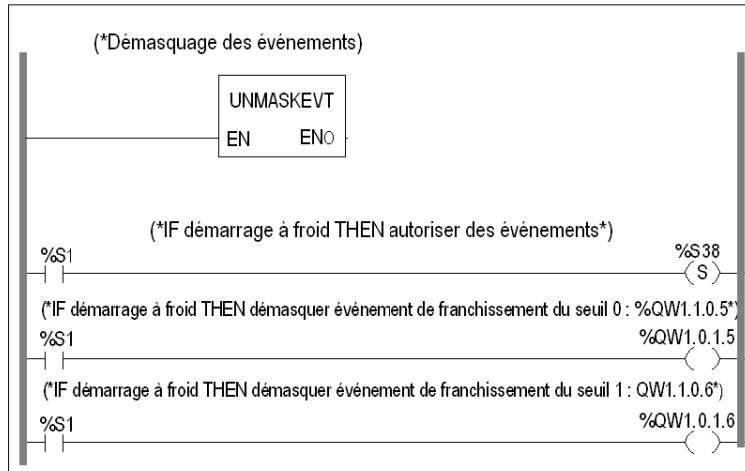 (*Démasquage des événements)
UNMASKEVT
EN ENO
(*IF démarrage à froid THEN autoriser des événements*)
%S1 %S38
S
(*IF démarrage à froid THEN démasquer événement de franchissement du seuil 0 : %QW1.1.0.5*)
%S1 %QW1.0.1.5
(*IF démarrage à froid THEN démasquer événement de franchissement du seuil 1 : QW1.1.0.6*)
%S1 %QW1.0.1.6